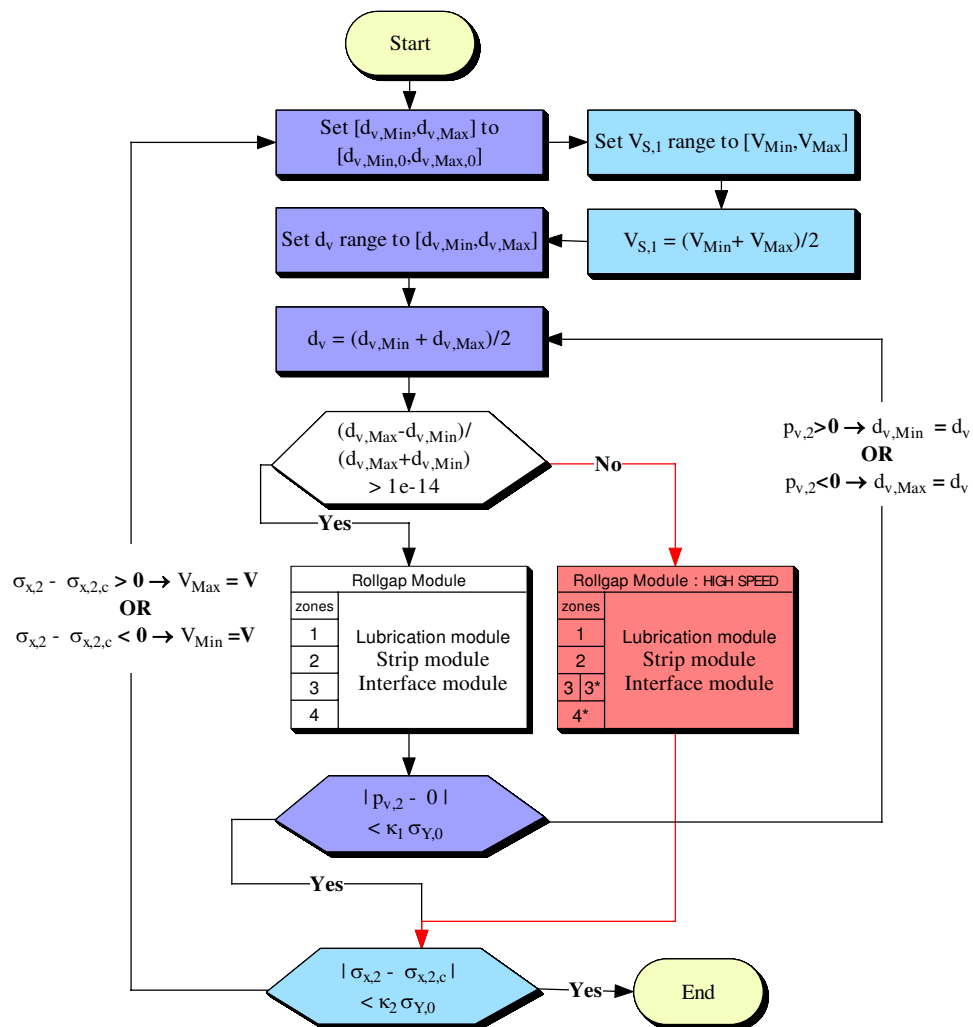 Start
Set [d_v,Min,d_v,Max] to
[d_v,Min,0,d_v,Max,0]
Set V_S,1 range to [V_Min,V_Max]
V_S,1 = (V_Min+ V_Max)/2
Set d_v range to [d_v,Min,d_v,Max]
d_v = (d_v,Min + d_v,Max)/2
(d_v,Max-d_v,Min)/
(d_v,Max+d_v,Min)
> 1e-14
Yes
No
p_v,2>0 → d_v,Min = d_v
OR
p_v,2<0 → d_v,Max = d_v
σ_x,2 - σ_x,2,c > 0 → V_Max = V
OR
σ_x,2 - σ_x,2,c < 0 → V_Min =V
Rollgap Module
zones
1
2
3
4
Lubrication module
Strip module
Interface module
Rollgap Module : HIGH SPEED
zones
1
2
3 3*
4*
Lubrication module
Strip module
Interface module
| p_v,2 - 0 |
< κ_1 σ_Y,0
Yes
| σ_x,2 - σ_x,2,c |
< κ_2 σ_Y,0
Yes
End